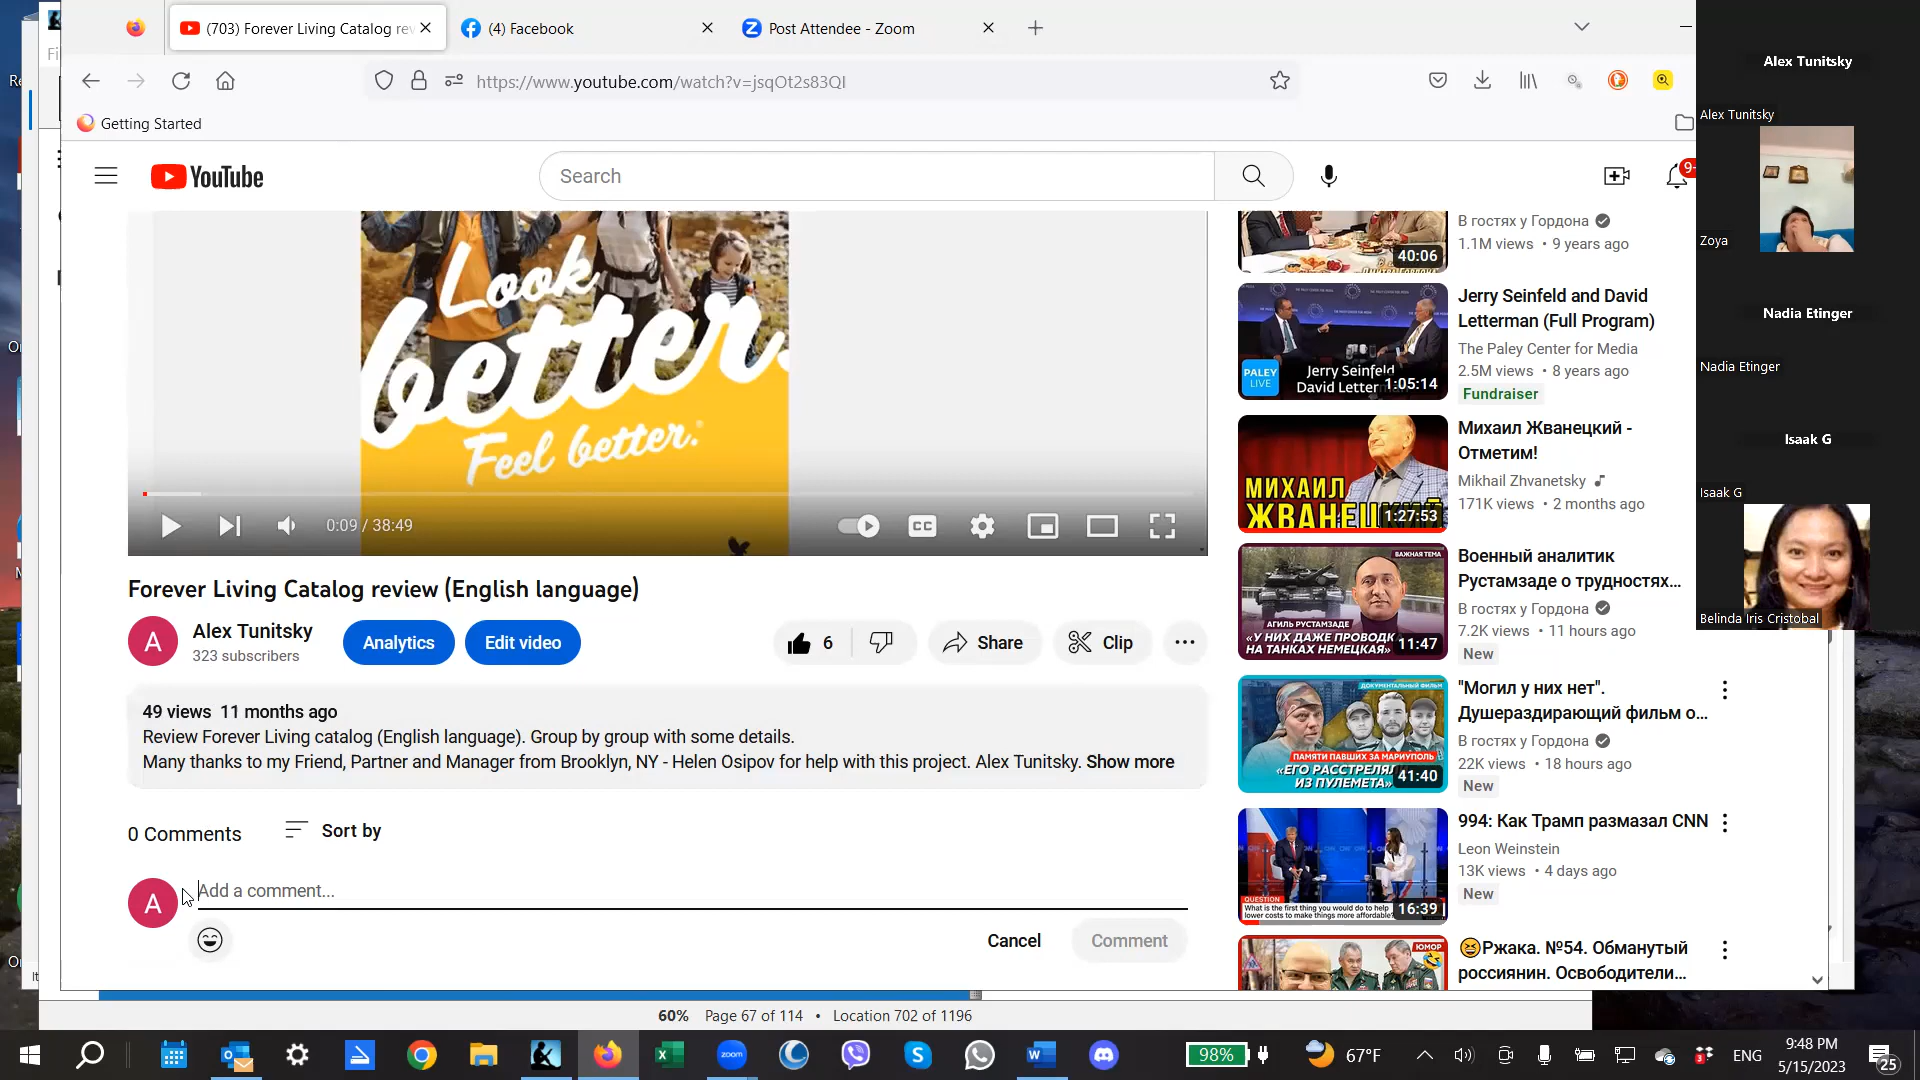 (703) Forever Living Catalog rev
(4) Facebook
Post Attendee - Zoom
https://www.youtube.com/watch?v=jsqOt2s83QI
Getting Started
YouTube
Search
9-
Look
better.
Feel better.
0:09 / 38:49
CC
Forever Living Catalog review (English language)
A
Alex Tunitsky
323 subscribers
Analytics
Edit video
6
Share
Clip
49 views 11 months ago
Review Forever Living catalog (English language). Group by group with some details.
Many thanks to my Friend, Partner and Manager from Brooklyn, NY - Helen Osipov for help with this project. Alex Tunitsky. Show more
0 Comments
Sort by
A
Add a comment...
Cancel
Comment
40:06
В гостях у Гордона
1.1M views • 9 years ago
PALEY
LIVE
Jerry Seinfeld
David Letter
1:05:14
Jerry Seinfeld and David
Letterman (Full Program)
The Paley Center for Media
2.5M views • 8 years ago
Fundraiser
МИХАИЛ
ЖВАНЕЦКИЙ
1:27:53
Михаил Жванецкий -
Отметим!
Mikhail Zhvanetsky
171K views • 2 months ago
ВАЖНАЯ ТЕМА
АГИЛЬ РУСТАМЗАДЕ
«У НИХ ДАЖЕ ПРОВОДК
НА ТАНКАХ НЕМЕЦКАЯ»
11:47
Военный аналитик
Рустамзаде о трудностях...
В гостях у Гордона
7.2K views • 11 hours ago
New
ДОКУМЕНТАЛЬНЫЙ ФИЛЬМ
ПАМЯТИ ПАВШИХ ЗА МАРИУПОЛЬ
«ЕГО РАССТРЕЛЯЛ
ИЗ ПУЛЕМЕТА»
41:40
"Могил у них нет".
Душераздирающий фильм о...
В гостях у Гордона
22K views • 18 hours ago
New
QUESTION
What is the first thing you would do to help
lower costs to make things more affordable?
16:39
994: Как Трамп размазал CNN
Leon Weinstein
13K views • 4 days ago
New
ЮМОР
😆Ржака. №54. Обманутый
россиянин. Освободители...
Alex Tunitsky
Alex Tunitsky
Zoya
Nadia Etinger
Nadia Etinger
Isaak G
Isaak G
Belinda Iris Cristobal
60% Page 67 of 114 • Location 702 of 1196
zoom
98%
67°F
ENG
9:48 PM
5/15/2023
25